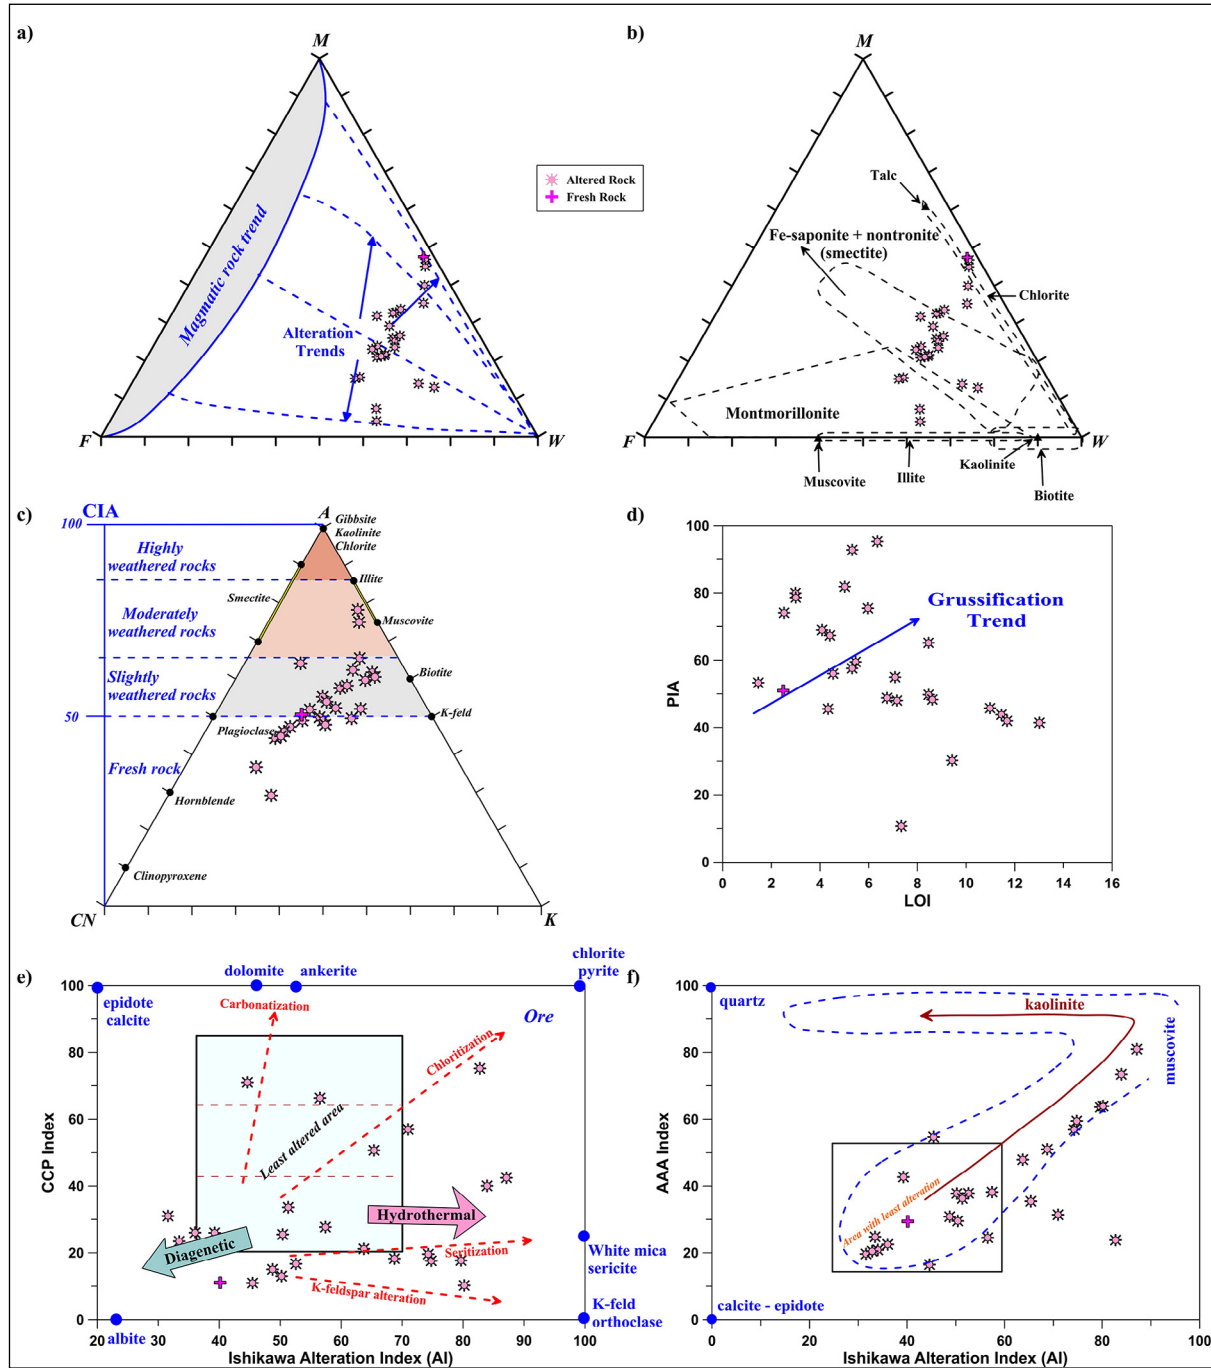 a)
M
Magmatic rock trend
Alteration
Trends
F
W
Altered Rock
Fresh Rock
b)
M
Talc
Fe-saponite + nontronite
(smectite)
Chlorite
Montmorillonite
F
W
Muscovite
Illite
Kaolinite
Biotite
c)
CIA
100
A
Gibbsite
Kaolinite
Chlorite
Highly
weathered rocks
Illite
Smectite
Moderately
weathered rocks
Muscovite
Slightly
weathered rocks
Biotite
50
Plagioclase
K-feld
Fresh rock
Hornblende
Clinopyroxene
CN
K
d)
100
80
60
40
20
0
PIA
Grussification
Trend
0 2 4 6 8 10 12 14 16
LOI
e)
dolomite
ankerite
chlorite
pyrite
100
80
60
40
20
0
CCP Index
epidote
calcite
Carbonatization
Ore
Chloritization
Least altered area
Hydrothermal
Diagenetic
Seritization
White mica
sericite
K-feldspar alteration
K-feld
orthoclase
albite
20 30 40 50 60 70 80 90 100
Ishikawa Alteration Index (AI)
f)
100
80
60
40
20
0
AAA Index
quartz
kaolinite
muscovite
Area with least alteration
calcite - epidote
0 20 40 60 80 100
Ishikawa Alteration Index (AI)